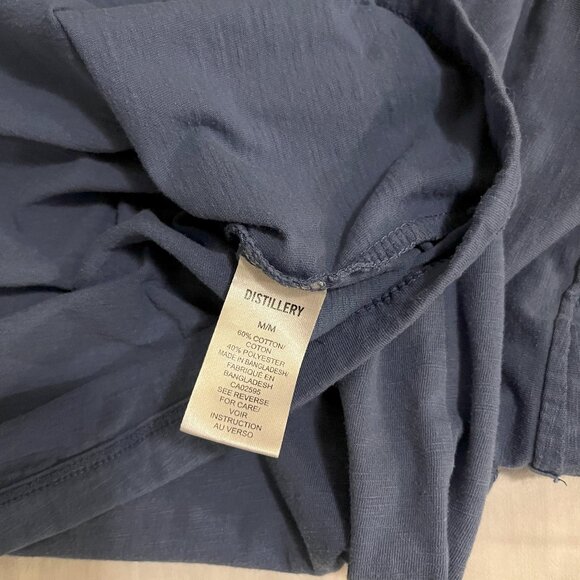 DISTILLERY
M/M
60% COTTON/
COTON
40% POLYESTER
MADE IN BANGLADESH/
FABRIQUÉ EN
BANGLADESH
CA02595
SEE REVERSE
FOR CARE/
VOIR
INSTRUCTION
AU VERSO